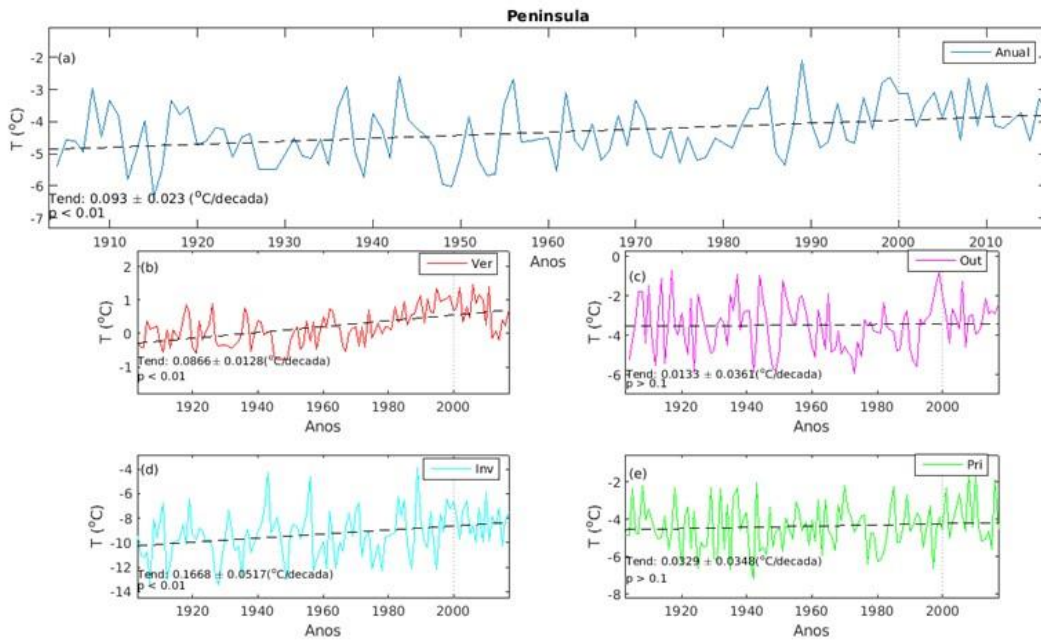 Peninsula
(a)
Anual
T (°C)
-2
-3
-4
-5
-6
-7
Tend: 0.093 ± 0.023 (°C/decada)
p < 0.01
1910 1920 1930 1940 1950 1960 1970 1980 1990 2000 2010
Anos
(b)
Ver
T (°C)
2
1
0
-1
Tend: 0.0866± 0.0128(°C/decada)
p < 0.01
1920 1940 1960 1980 2000
Anos
(c)
Out
T (°C)
0
-2
-4
-6
Tend: 0.0133 ± 0.0361(°C/decada)
p > 0.1
1920 1940 1960 1980 2000
Anos
(d)
Inv
T (°C)
-4
-6
-8
-10
-12
-14
Tend: 0.1668 ± 0.0517(°C/decada)
p < 0.01
1920 1940 1960 1980 2000
Anos
(e)
Pri
T (°C)
-2
-4
-6
-8
Tend: 0.0329 ± 0.0348(°C/decada)
p > 0.1
1920 1940 1960 1980 2000
Anos